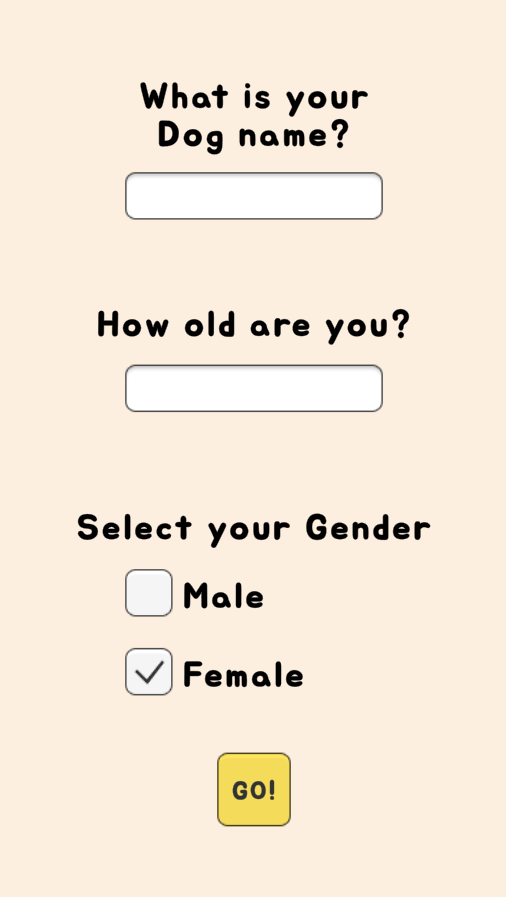 What is your
Dog name?
How old are you?
Select your Gender
Male
Female
GO!